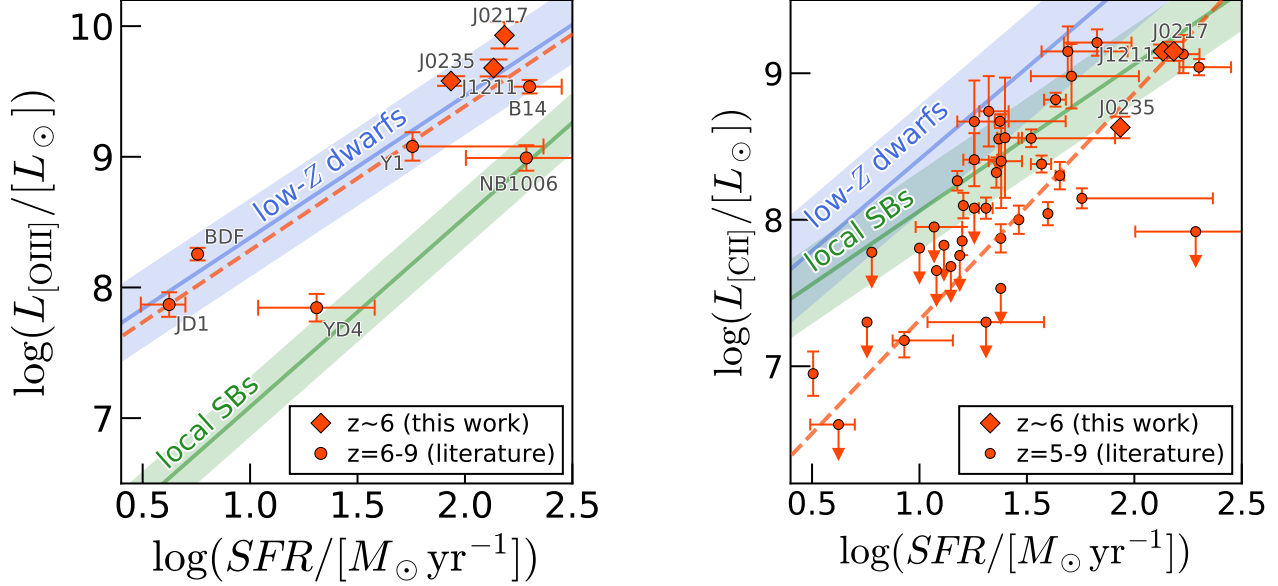 10
9
8
7
0.5
1.0
1.5
2.0
2.5
log(L[OIII]/[L⊙])
log(SFR/[M⊙ yr−1])
J0217
J0235
J1211
B14
low-Z dwarfs
Y1
NB1006
BDF
JD1
YD4
local SBs
z~6 (this work)
z=6-9 (literature)
9
8
7
0.5
1.0
1.5
2.0
2.5
log(L[CII]/[L⊙])
log(SFR/[M⊙ yr−1])
J0217
J1211
J0235
low-Z dwarfs
local SBs
z~6 (this work)
z=5-9 (literature)